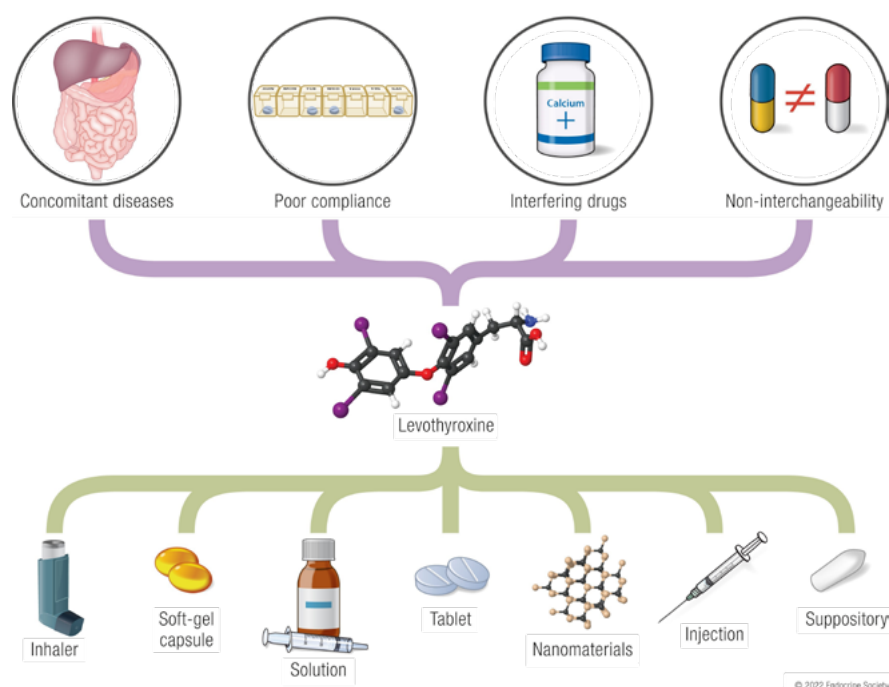 Calcium
+
≠
Concomitant diseases
Poor compliance
Interfering drugs
Non-interchangeability
Levothyroxine
Inhaler
Soft-gel
capsule
Solution
Tablet
Nanomaterials
Injection
Suppository
© 2022 Endocrine Society